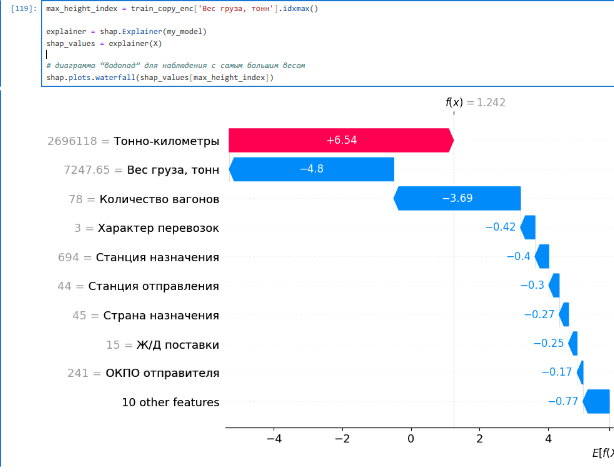 [119]: max_height_index = train_copy_enc['Вес груза, тонн'].idxmax()
explainer = shap.Explainer(my_model)
shap_values = explainer(X)
# диаграмма “водопад” для наблюдения с самым большим весом
shap.plots.waterfall(shap_values[max_height_index])
f(x) = 1.242
2696118 = Тонно-километры +6.54
7247.65 = Вес груза, тонн −4.8
78 = Количество вагонов −3.69
3 = Характер перевозок −0.42
694 = Станция назначения −0.4
44 = Станция отправления −0.3
45 = Страна назначения −0.27
15 = Ж/Д поставки −0.25
241 = ОКПО отправителя −0.17
10 other features −0.77
−4 −2 0 2 4
E[f(X